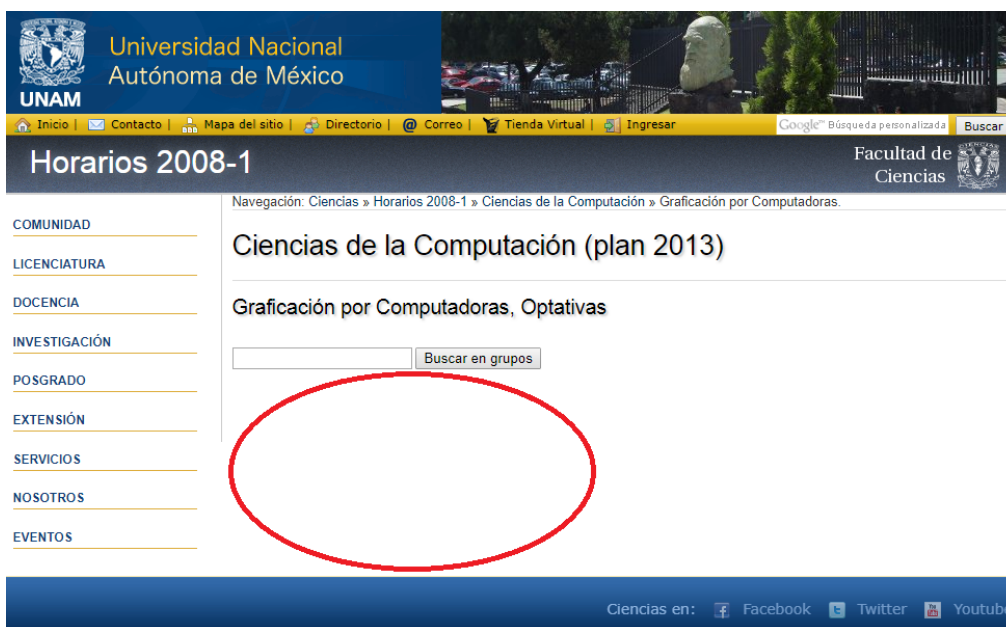 Universidad Nacional
Autónoma de México
UNAM
Inicio | Contacto | Mapa del sitio | Directorio | @ Correo | Tienda Virtual | Ingresar Google™ Búsqueda personalizada Buscar
Horarios 2008-1
Facultad de
Ciencias
Navegación: Ciencias » Horarios 2008-1 » Ciencias de la Computación » Graficación por Computadoras.
COMUNIDAD
LICENCIATURA
DOCENCIA
INVESTIGACIÓN
POSGRADO
EXTENSIÓN
SERVICIOS
NOSOTROS
EVENTOS
Ciencias de la Computación (plan 2013)
Graficación por Computadoras, Optativas
Buscar en grupos
Ciencias en: Facebook Twitter Youtub